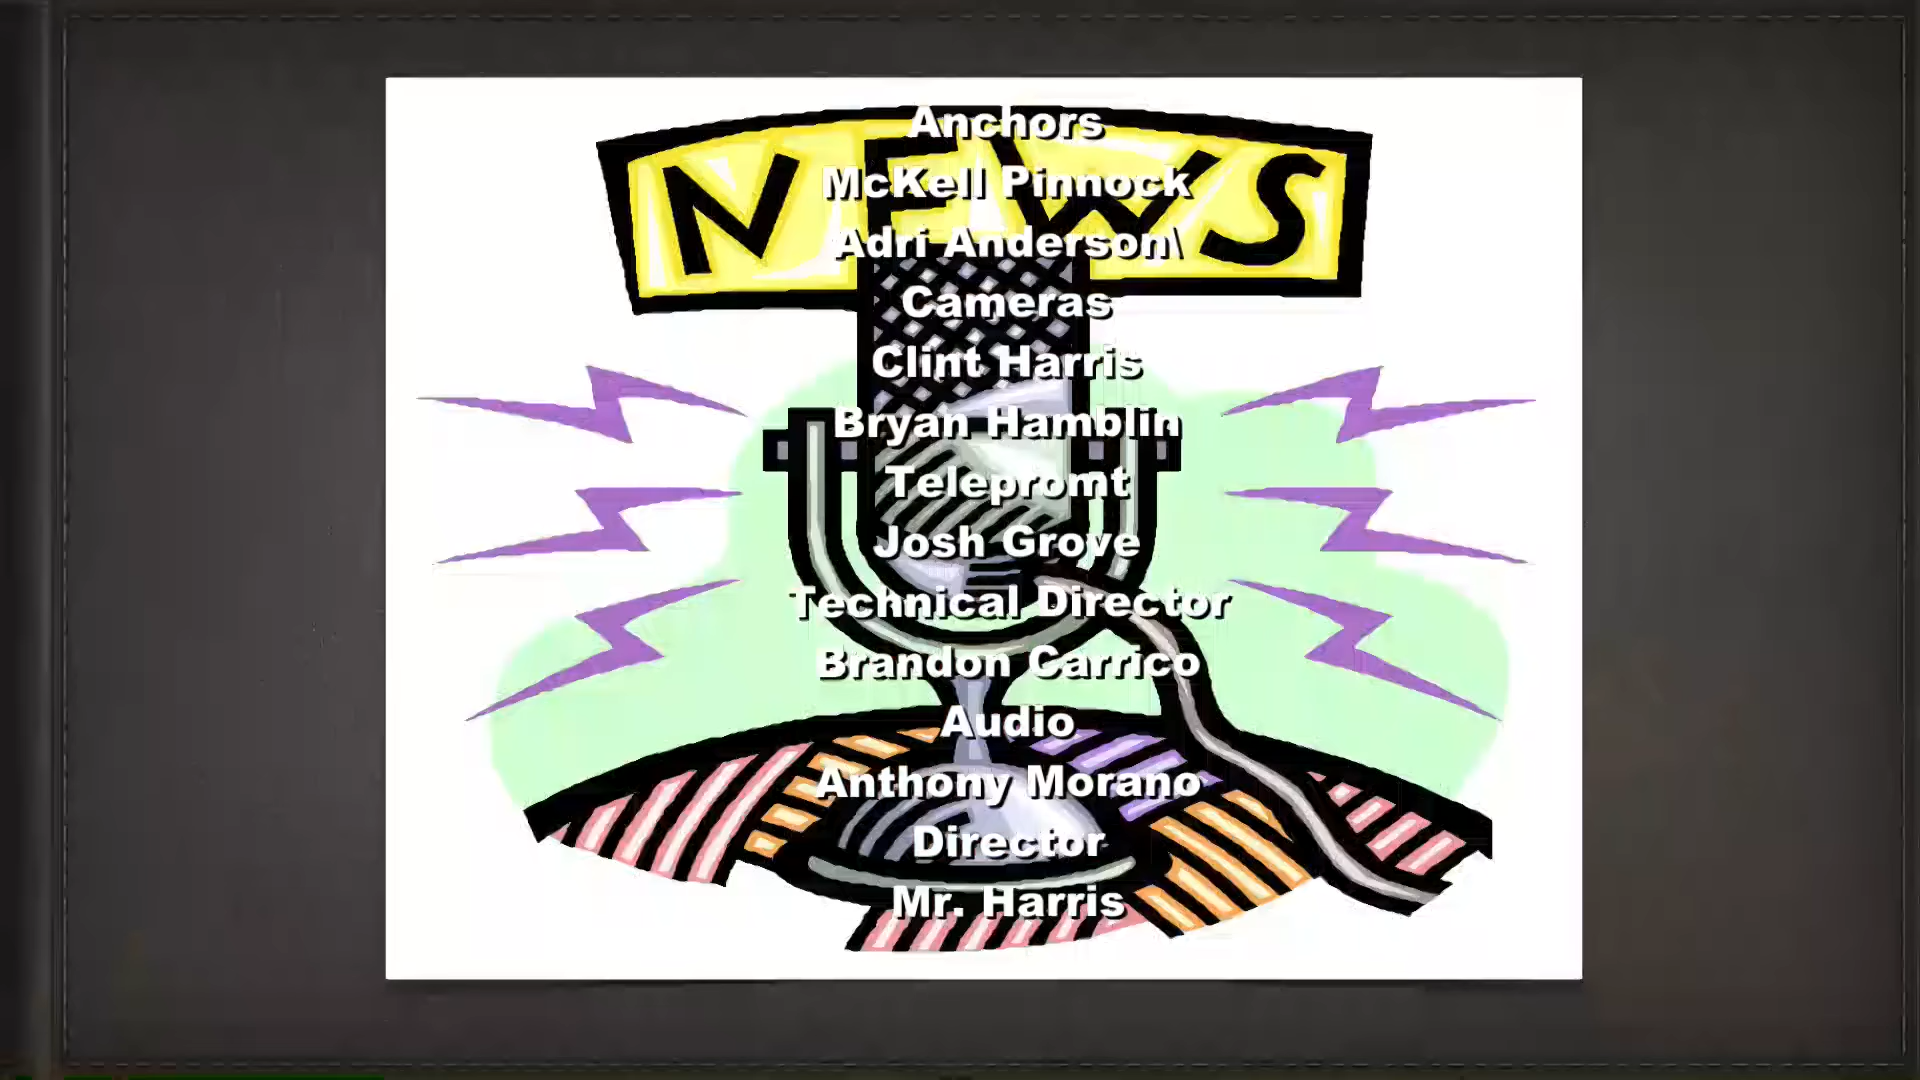 NEWS
Anchors
McKell Pinnock
Adri Anderson\
Cameras
Clint Harris
Bryan Hamblin
Telepromt
Josh Grove
Technical Director
Brandon Carrico
Audio
Anthony Morano
Director
Mr. Harris